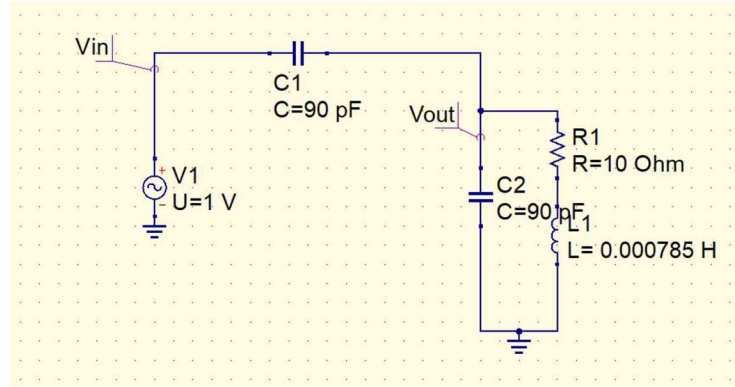 Vin
C1
C=90 pF
Vout
V1
U=1 V
R1
R=10 Ohm
C2
C=90 pF
L1
L= 0.000785 H